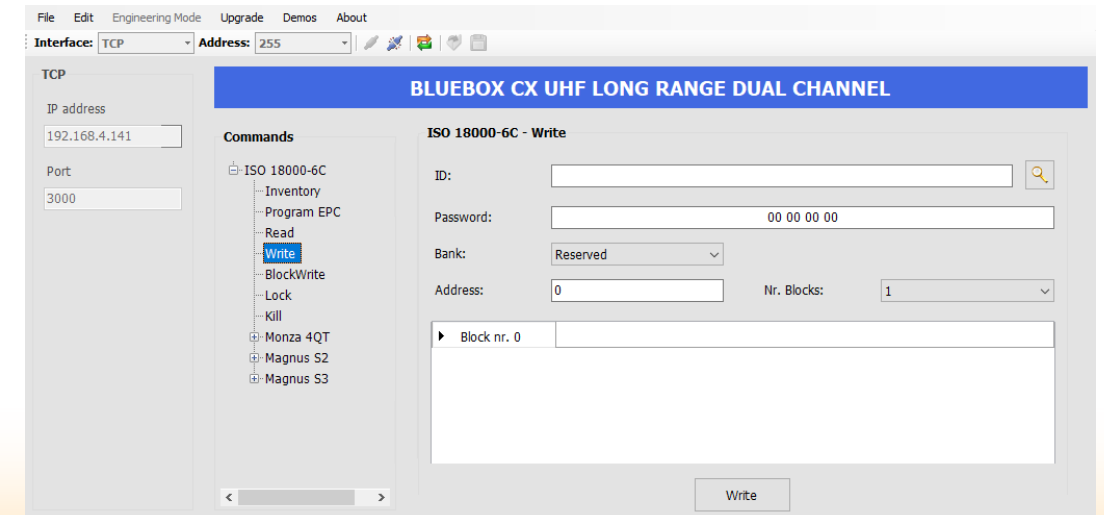 File Edit Engineering Mode Upgrade Demos About
Interface: TCP Address: 255
TCP
IP address
192.168.4.141
Port
3000
BLUEBOX CX UHF LONG RANGE DUAL CHANNEL
Commands
ISO 18000-6C
Inventory
Program EPC
Read
Write
BlockWrite
Lock
Kill
Monza 4QT
Magnus S2
Magnus S3
ISO 18000-6C - Write
ID:
Password: 00 00 00 00
Bank: Reserved
Address: 0 Nr. Blocks: 1
Block nr. 0
Write